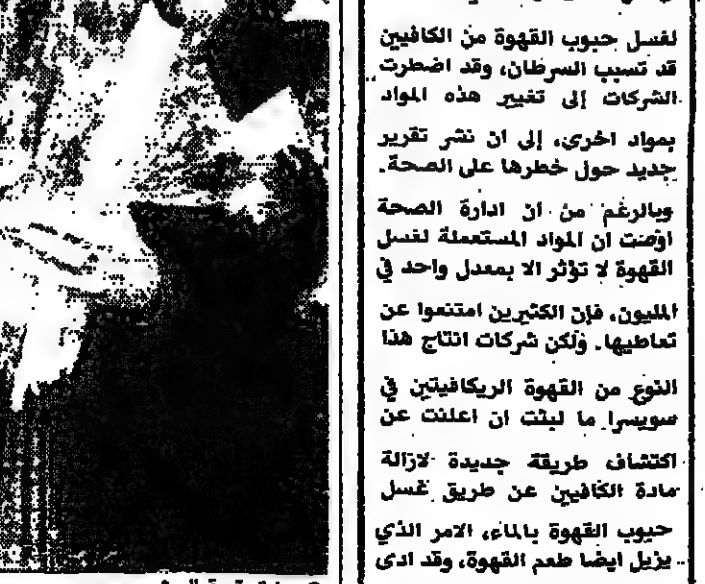 لغسل حبوب القهوة من الكافيين
قد تسبب السرطان، وقد اضطرت
الشركات إلى تغيير هذه المواد
بمواد اخرى، إلى ان نشر تقرير
جديد حول خطرها على الصحة.
وبالرغم من ان ادارة الصحة
اوصت ان المواد المستعملة لغسل
القهوة لا تؤثر الا بمعدل واحد في
المليون، فإن الكثيرين امتنعوا عن
تعاطيها. ولكن شركات انتاج هذا
النوع من القهوة الريكافيتين في
سويسرا ما لبثت ان اعلنت عن
اكتشاف طريقة جديدة لازالة
مادة الكافيين عن طريق غسل
حبوب القهوة بالماء، الامر الذي
يزيل ايضا طعم القهوة، وقد ادى